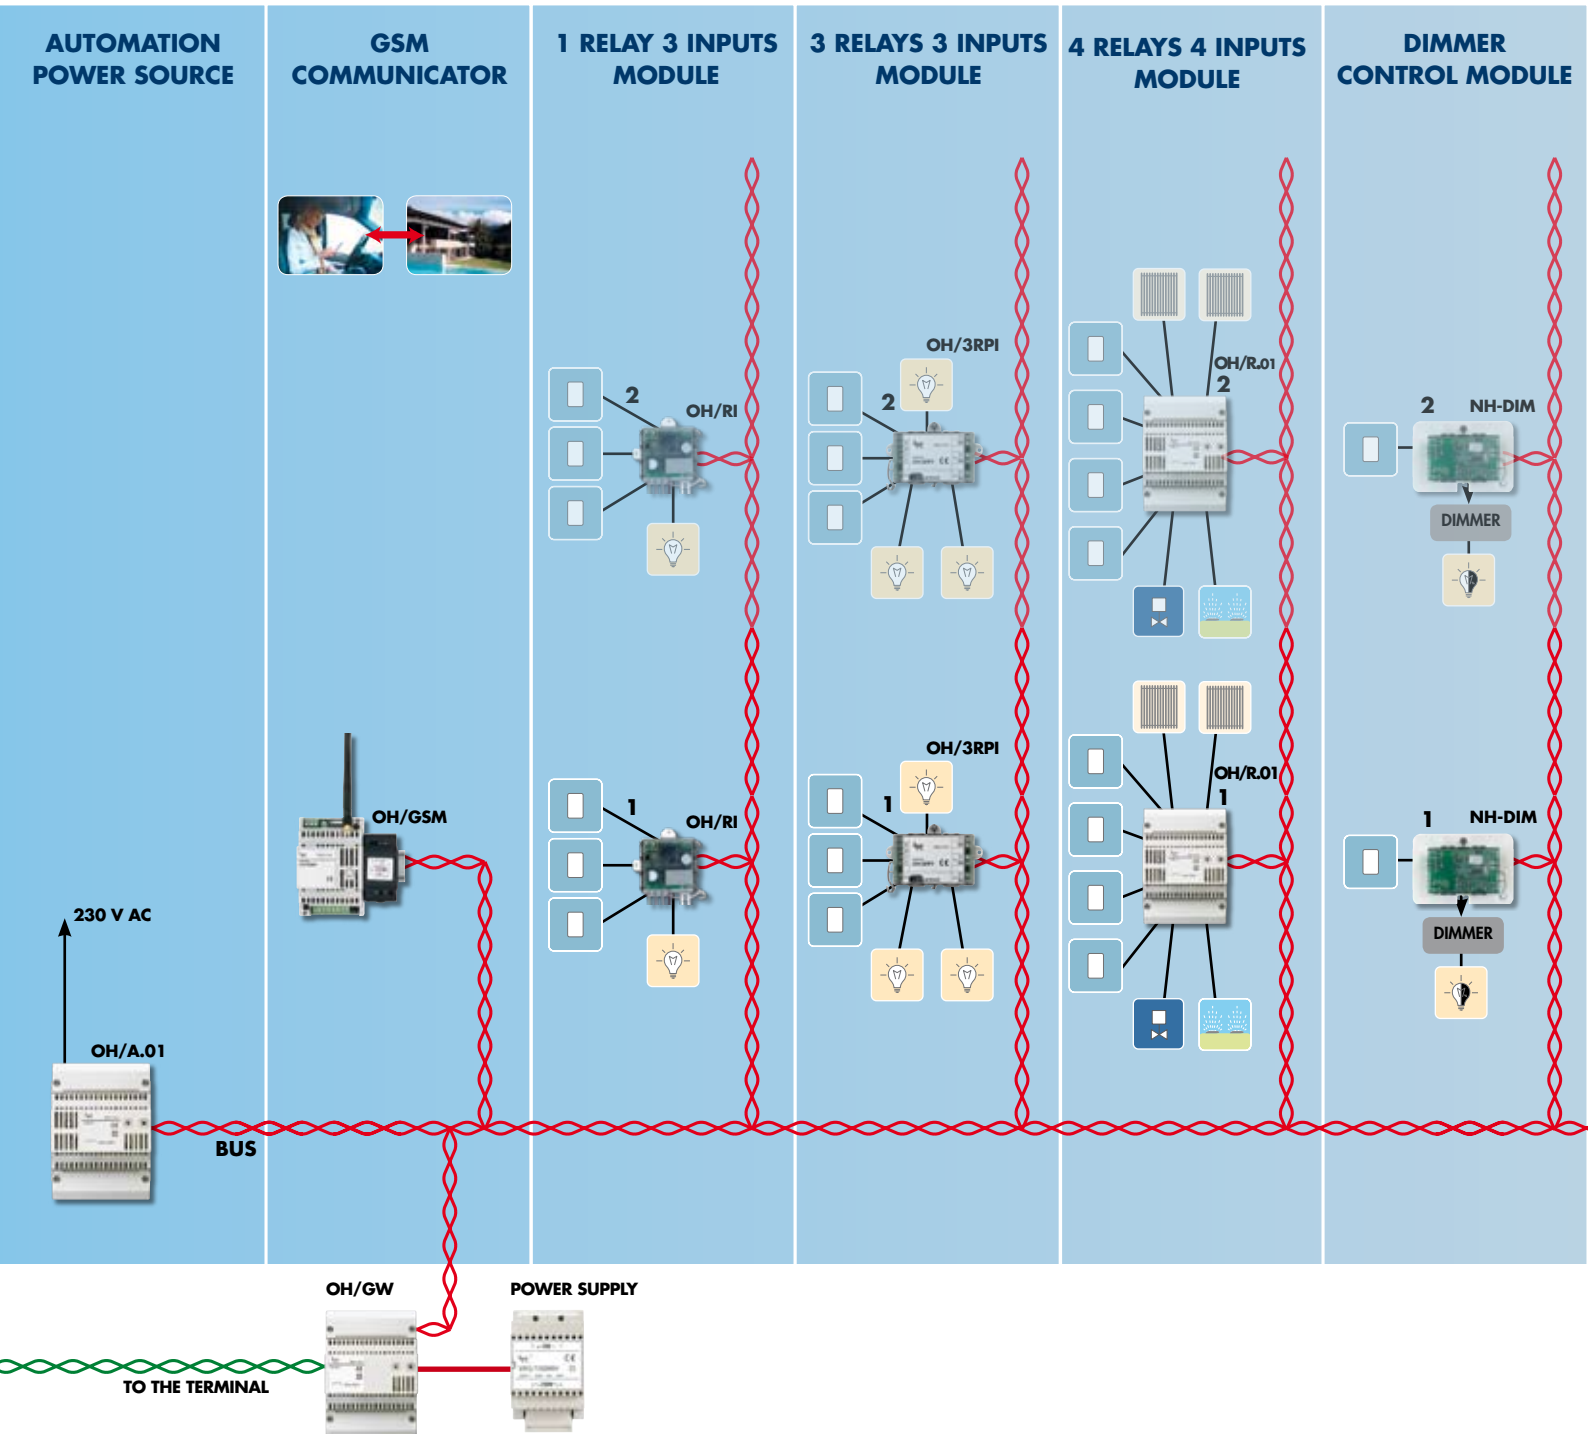 AUTOMATION
POWER SOURCE
GSM
COMMUNICATOR
1 RELAY 3 INPUTS
MODULE
3 RELAYS 3 INPUTS
MODULE
4 RELAYS 4 INPUTS
MODULE
DIMMER
CONTROL MODULE
2
OH/RI
OH/3RPI
2
OH/R.01
2
2
NH-DIM
DIMMER
OH/GSM
1
OH/RI
OH/3RPI
1
OH/R.01
1
1
NH-DIM
DIMMER
230 V AC
OH/A.01
BUS
OH/GW
POWER SUPPLY
TO THE TERMINAL